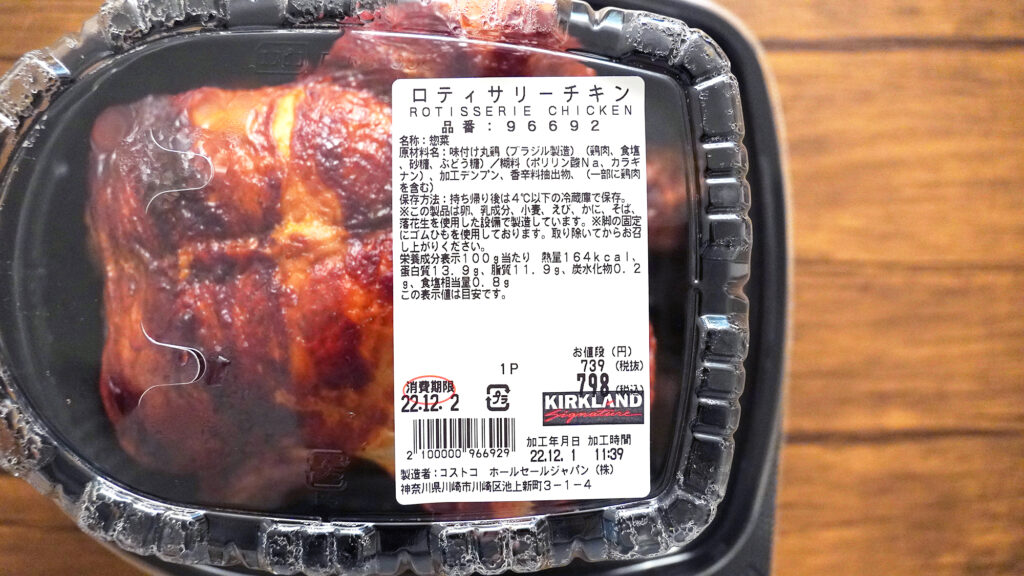 ロティサリーチキン
ROTISSERIE CHICKEN
品番:96692
名称:惣菜
原材料名:味付け丸鶏(ブラジル製造)(鶏肉、食塩
、砂糖、ぶどう糖)/糊料(ポリリン酸Na、カラギ
ナン)、加工デンプン、香辛料抽出物、(一部に鶏肉
を含む)
保存方法:持ち帰り後は4℃以下の冷蔵庫で保存。
※この製品は卵、乳成分、小麦、えび、かに、そば、
落花生を使用した設備で製造しています。※脚の固定
にゴムひもを使用しております。取り除いてからお召
し上がりください。
栄養成分表示100g当たり 熱量164kcal、
蛋白質13.9g、脂質11.9g、炭水化物0.2
g、食塩相当量0.8g
この表示値は目安です。
お値段(円)
1P 739(税抜)
798(税込)
消費期限
22.12. 2
プラ
KIRKLAND
Signature
加工年月日 加工時間
22.12. 1 11:39
2 100000 966929
製造者:コストコ ホールセールジャパン(株)
神奈川県川崎市川崎区池上新町3-1-4